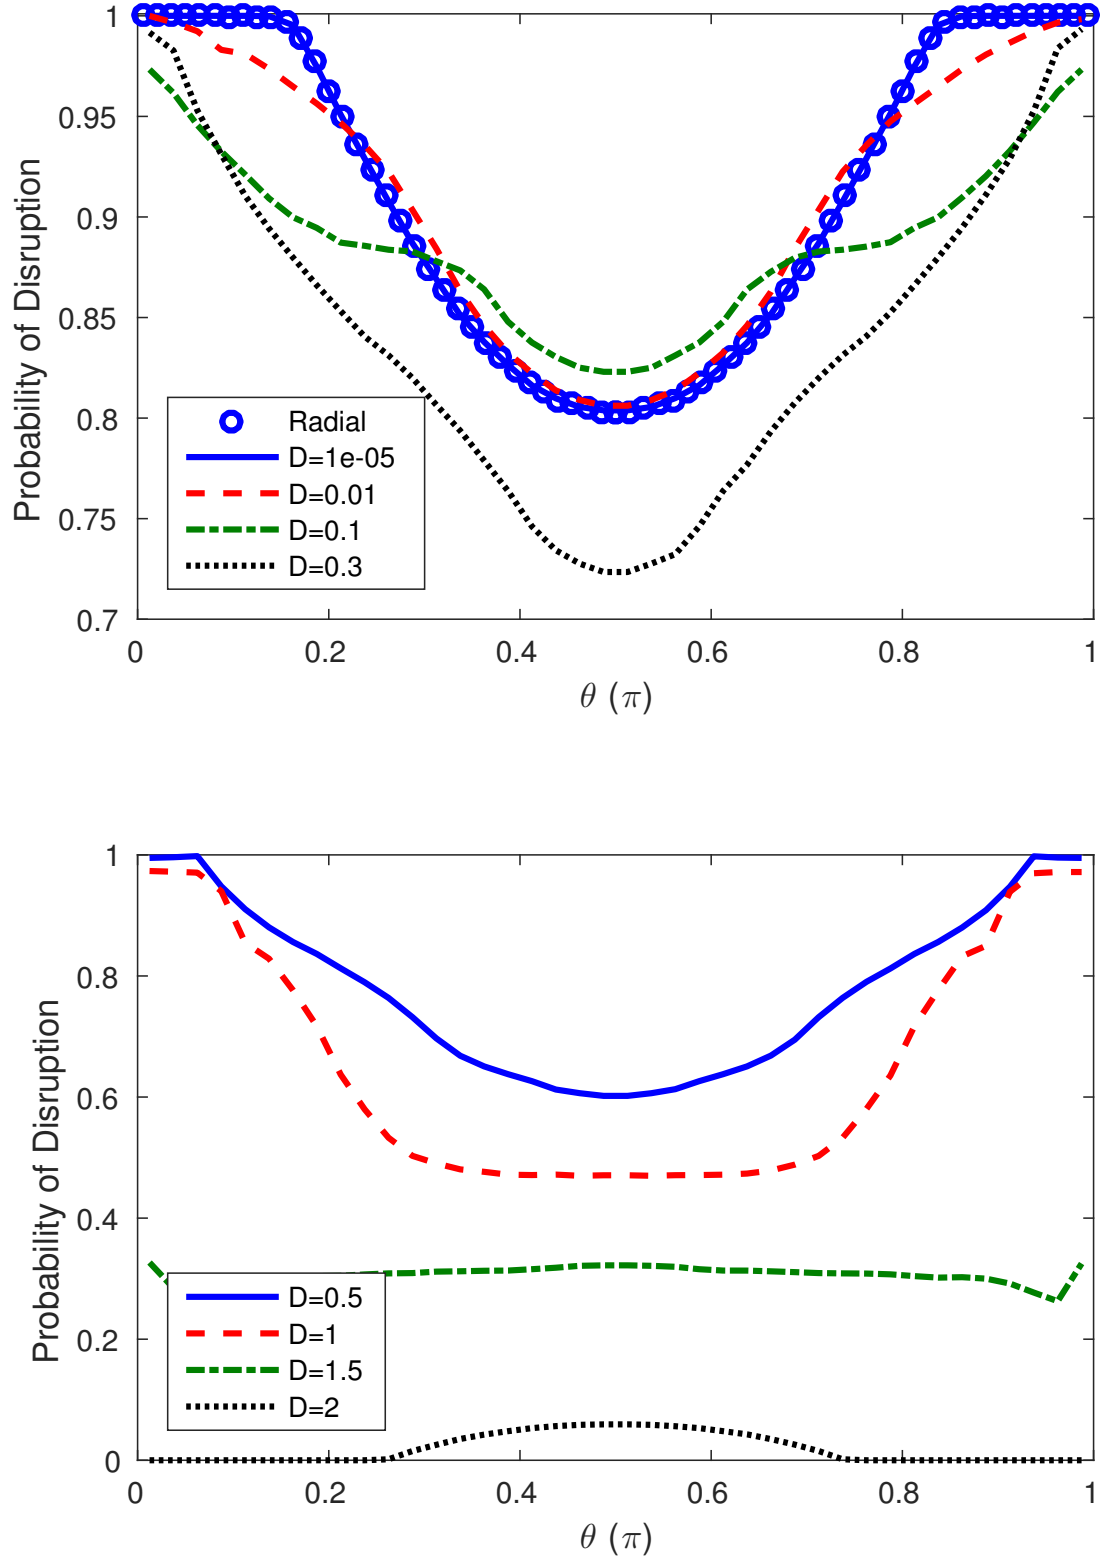 1
0.95
0.9
0.85
0.8
0.75
0.7
Probability of Disruption
Radial
D=1e-05
D=0.01
D=0.1
D=0.3
0 0.2 0.4 0.6 0.8 1
θ (π)
1
0.8
0.6
0.4
0.2
0
Probability of Disruption
D=0.5
D=1
D=1.5
D=2
0 0.2 0.4 0.6 0.8 1
θ (π)